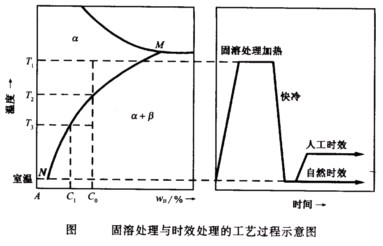 α
M
T₁
固溶处理加热
快冷
温度 →
T₂
α + β
T₃
人工时效
室温
N
自然时效
A
C₁
C₀
w_B / % →
时间 →
图 固溶处理与时效处理的工艺过程示意图